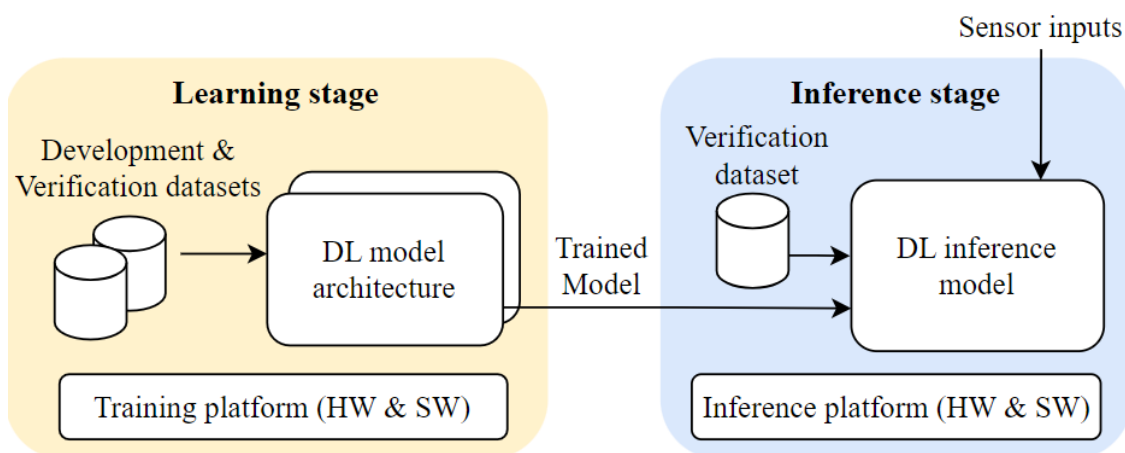 Learning stage
Development &
Verification datasets
DL model
architecture
Training platform (HW & SW)
Trained
Model
Sensor inputs
Inference stage
Verification
dataset
DL inference
model
Inference platform (HW & SW)